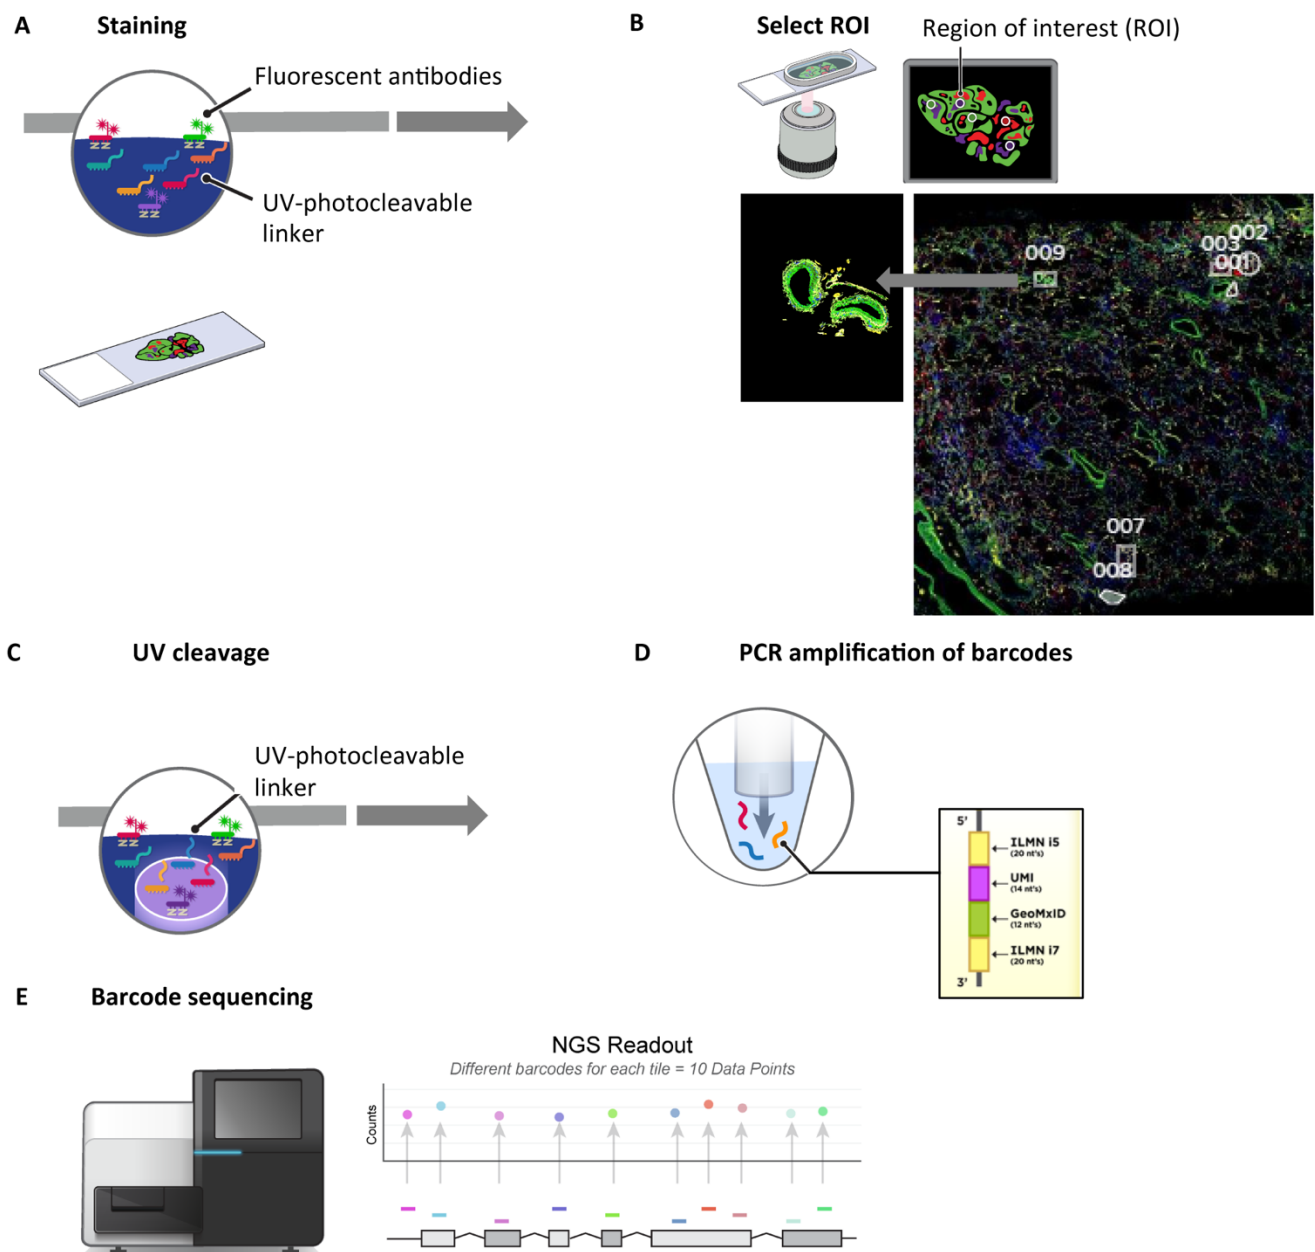 A Staining
Fluorescent antibodies
UV-photocleavable
linker
B Select ROI
Region of interest (ROI)
009
002
003
001
007
008
C UV cleavage
UV-photocleavable
linker
D PCR amplification of barcodes
5'
ILMN i5
(20 nt's)
UMI
(14 nt's)
GeoMxID
(12 nt's)
ILMN i7
(20 nt's)
3'
E Barcode sequencing
NGS Readout
Different barcodes for each tile = 10 Data Points
Counts